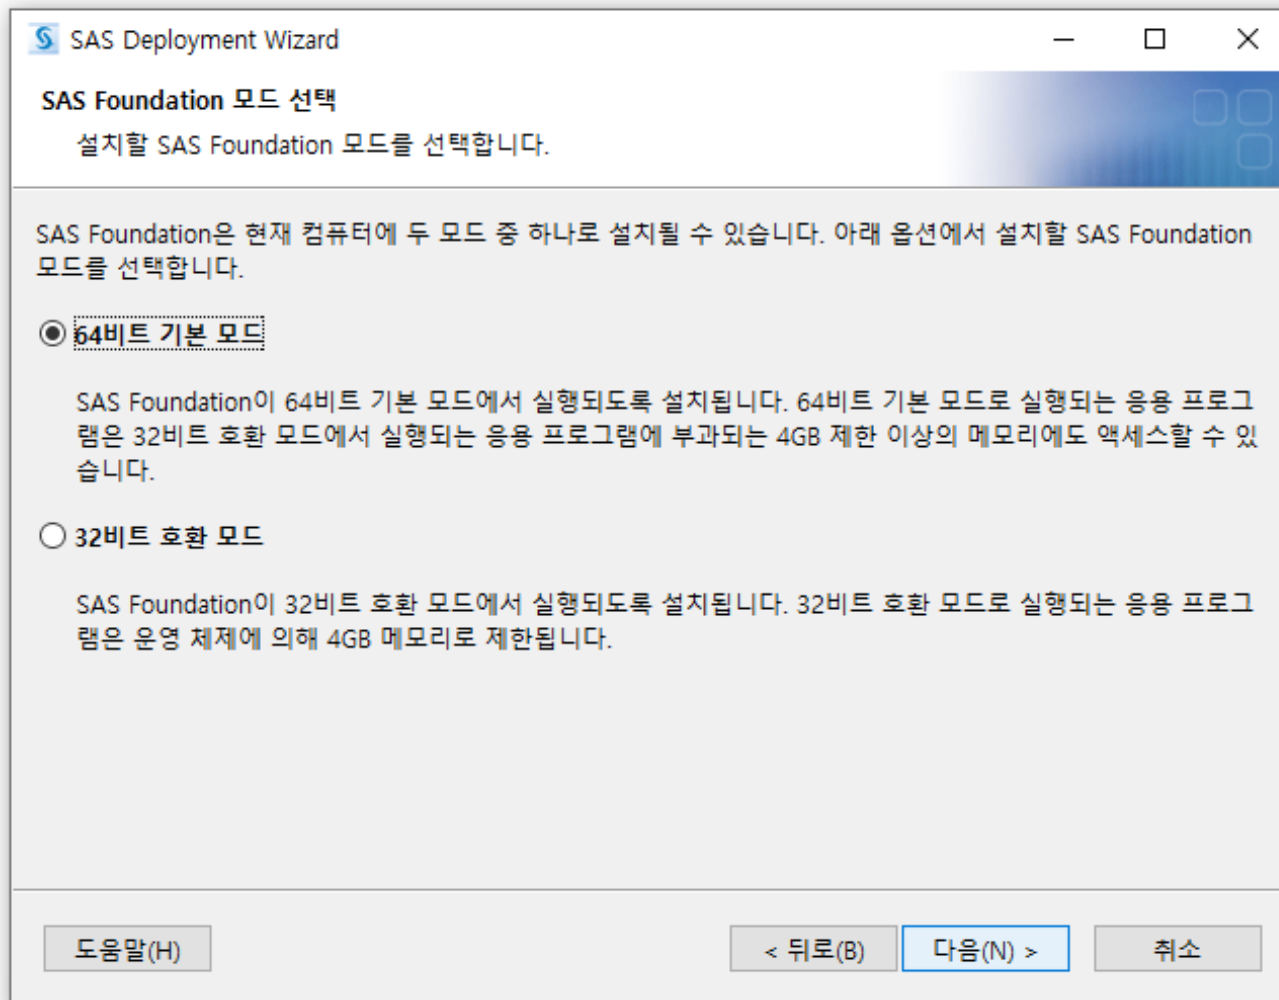 SAS Deployment Wizard
SAS Foundation 모드 선택
설치할 SAS Foundation 모드를 선택합니다.
SAS Foundation은 현재 컴퓨터에 두 모드 중 하나로 설치될 수 있습니다. 아래 옵션에서 설치할 SAS Foundation
모드를 선택합니다.
64비트 기본 모드
SAS Foundation이 64비트 기본 모드에서 실행되도록 설치됩니다. 64비트 기본 모드로 실행되는 응용 프로그
램은 32비트 호환 모드에서 실행되는 응용 프로그램에 부과되는 4GB 제한 이상의 메모리에도 액세스할 수 있
습니다.
32비트 호환 모드
SAS Foundation이 32비트 호환 모드에서 실행되도록 설치됩니다. 32비트 호환 모드로 실행되는 응용 프로그
램은 운영 체제에 의해 4GB 메모리로 제한됩니다.
도움말(H)
< 뒤로(B)
다음(N) >
취소